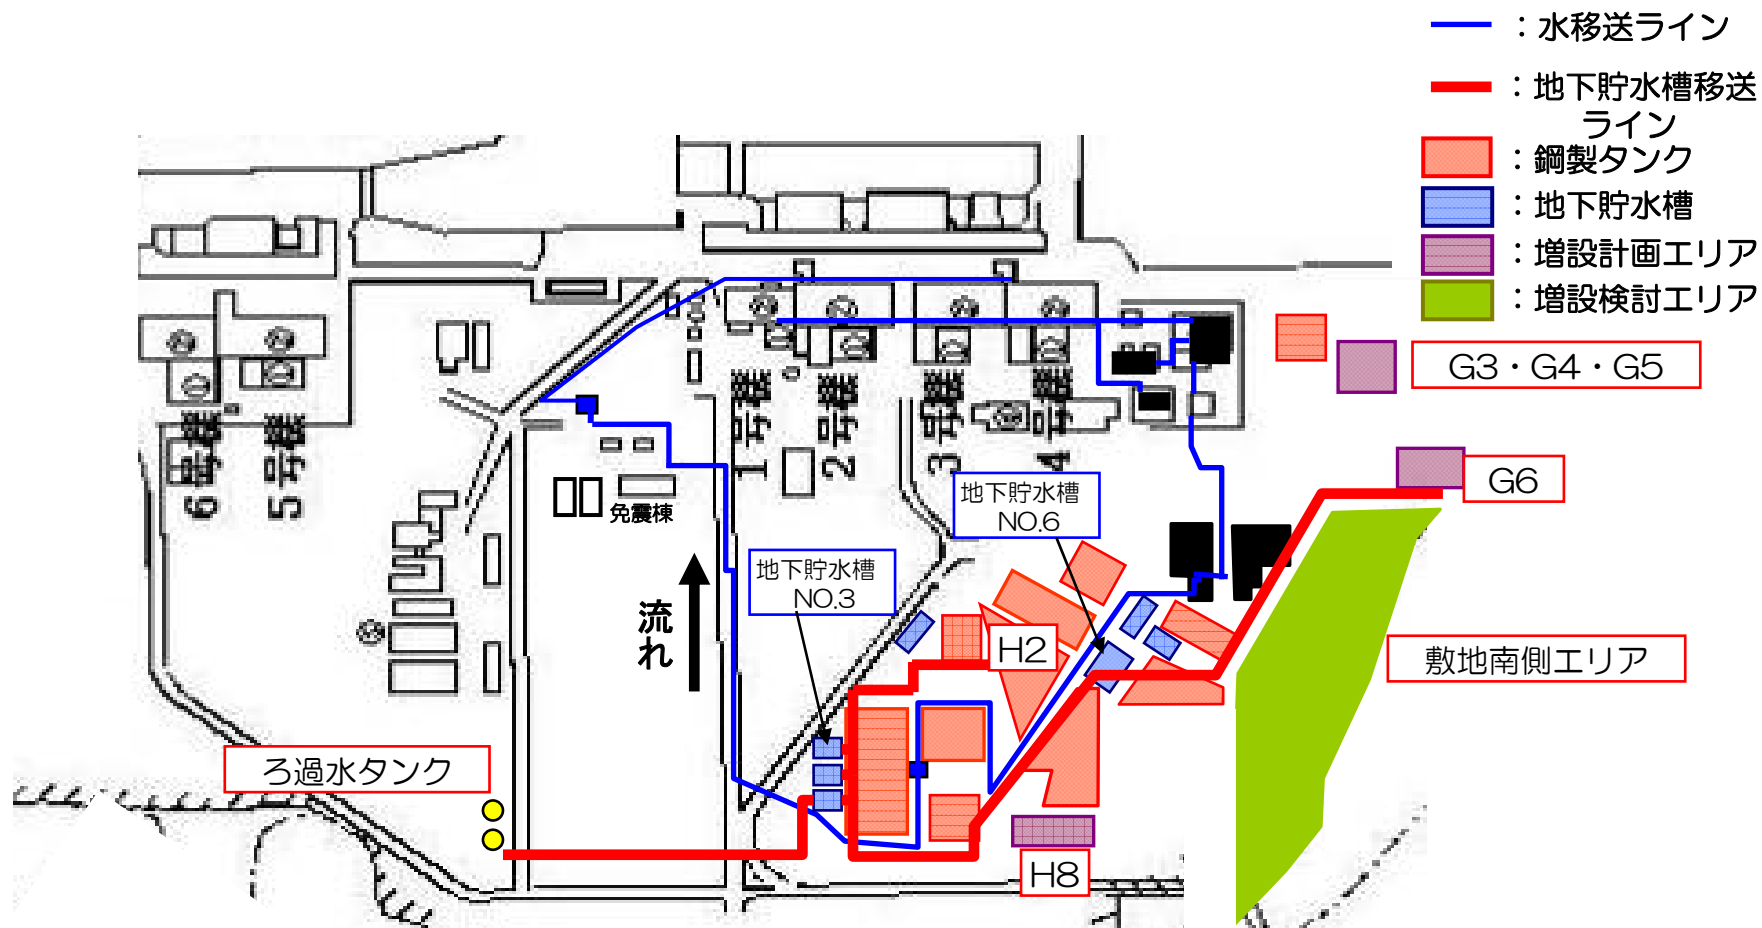 ：水移送ライン
：地下貯水槽移送
ライン
：鋼製タンク
：地下貯水槽
：増設計画エリア
：増設検討エリア
G3・G4・G5
6号機
5号機
1号機
2号機
3号機
4号機
G6
地下貯水槽
NO.6
免震棟
地下貯水槽
NO.3
流れ
H2
敷地南側エリア
ろ過水タンク
H8